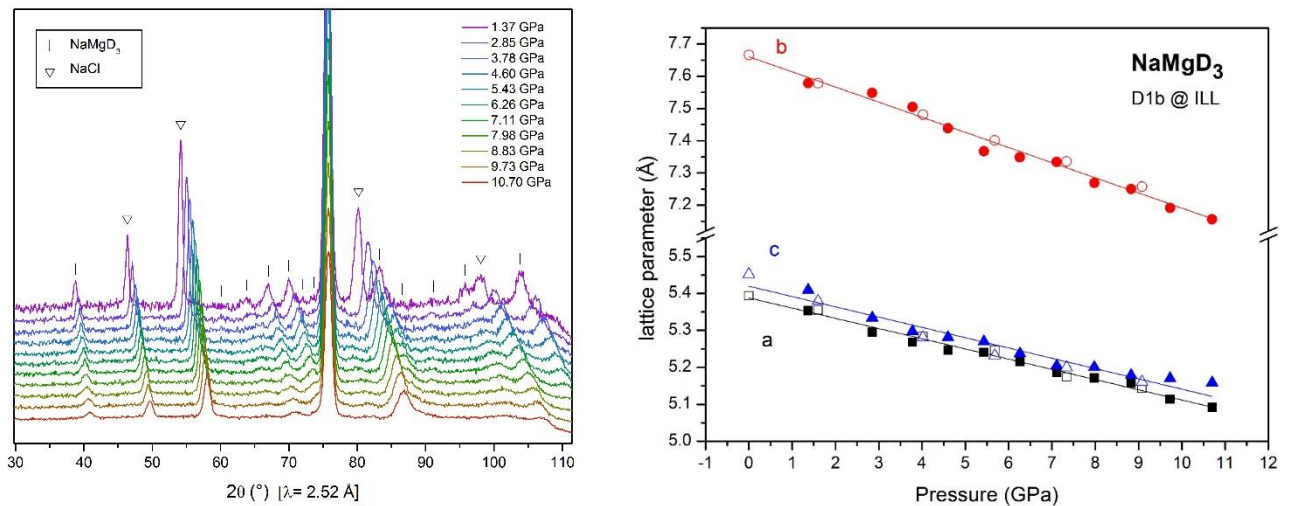 NaMgD₃
NaCl
1.37 GPa
2.85 GPa
3.78 GPa
4.60 GPa
5.43 GPa
6.26 GPa
7.11 GPa
7.98 GPa
8.83 GPa
9.73 GPa
10.70 GPa
30 40 50 60 70 80 90 100 110
2θ (°) [λ= 2.52 Å]
7.7
7.6
7.5
7.4
7.3
7.2
5.5
5.4
5.3
5.2
5.1
5.0
lattice parameter (Å)
b
c
a
NaMgD₃
D1b @ ILL
-1 0 1 2 3 4 5 6 7 8 9 10 11 12
Pressure (GPa)